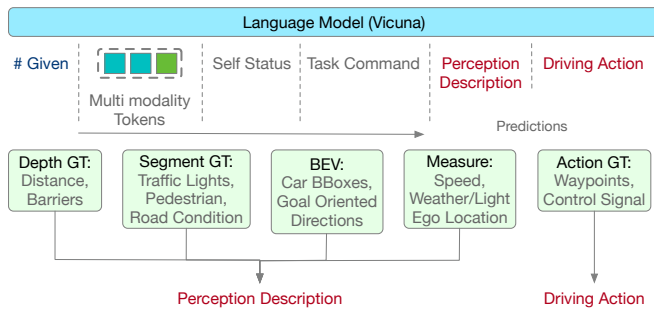 Language Model (Vicuna)
# Given
Multi modality
Tokens
Self Status
Task Command
Perception
Description
Driving Action
Predictions
Depth GT:
Distance,
Barriers
Segment GT:
Traffic Lights,
Pedestrian,
Road Condition
BEV:
Car BBoxes,
Goal Oriented
Directions
Measure:
Speed,
Weather/Light
Ego Location
Action GT:
Waypoints,
Control Signal
Perception Description
Driving Action